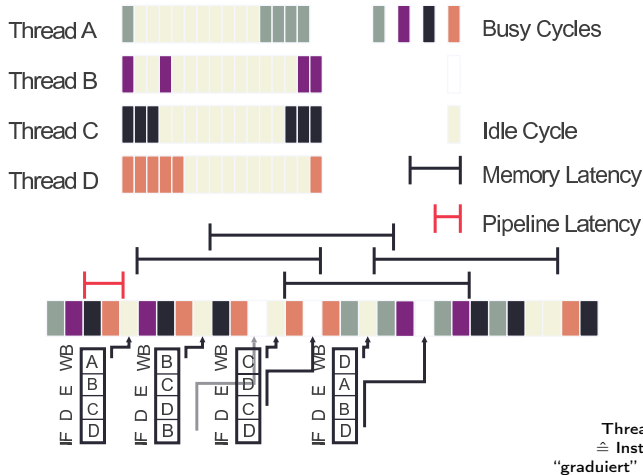 Thread A
Busy Cycles
Thread B
Thread C
Idle Cycle
Thread D
Memory Latency
Pipeline Latency
IF D E WB
A
B
C
D
IF D E WB
B
C
D
B
IF D E WB
C
D
C
D
IF D E WB
D
A
B
D
Threa
≙ Inst
"graduiert"